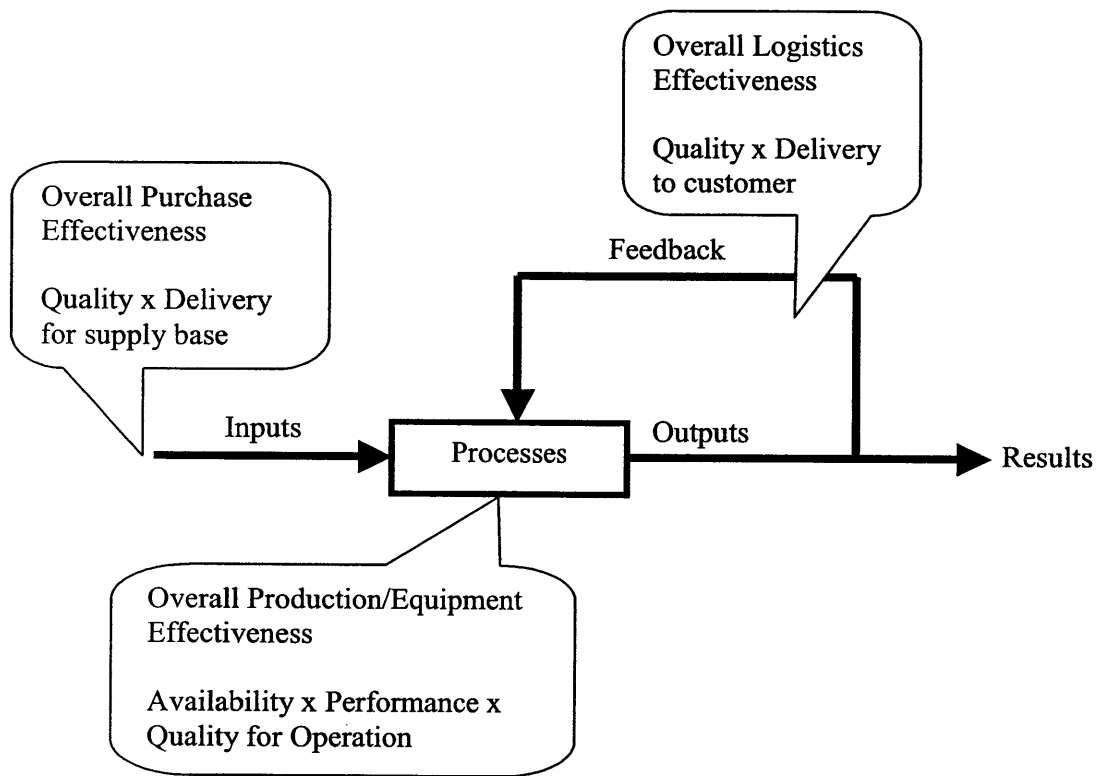 Overall Logistics
Effectiveness
Quality x Delivery
to customer
Overall Purchase
Effectiveness
Quality x Delivery
for supply base
Feedback
Inputs
Processes
Outputs
Results
Overall Production/Equipment
Effectiveness
Availability x Performance x
Quality for Operation